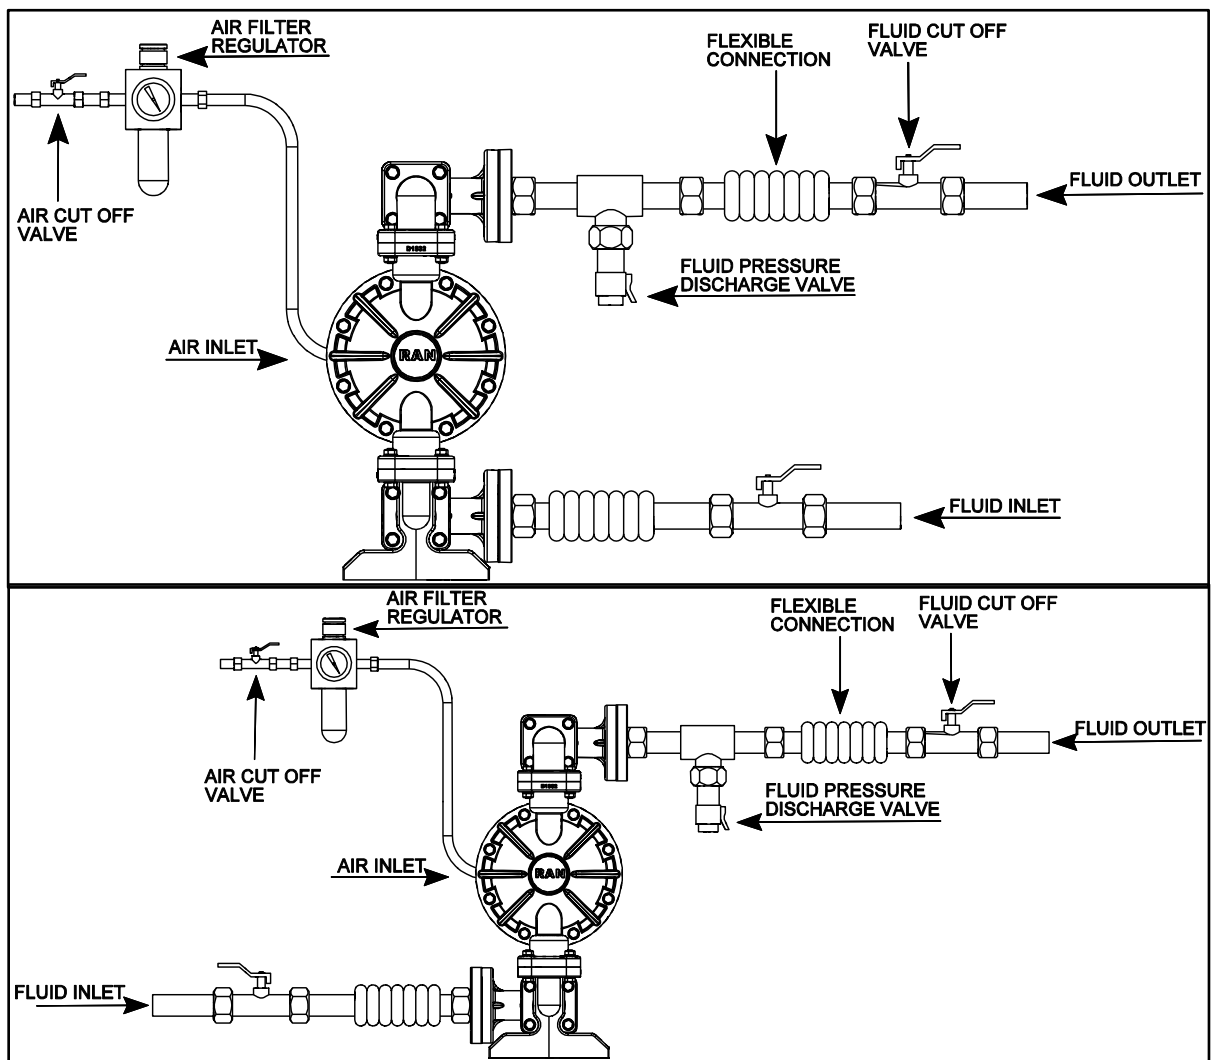 AIR FILTER
REGULATOR
FLEXIBLE
CONNECTION
FLUID CUT OFF
VALVE
AIR CUT OFF
VALVE
FLUID OUTLET
FLUID PRESSURE
DISCHARGE VALVE
AIR INLET
RAN
FLUID INLET
AIR FILTER
REGULATOR
FLEXIBLE
CONNECTION
FLUID CUT OFF
VALVE
FLUID OUTLET
AIR CUT OFF
VALVE
FLUID PRESSURE
DISCHARGE VALVE
AIR INLET
RAN
FLUID INLET